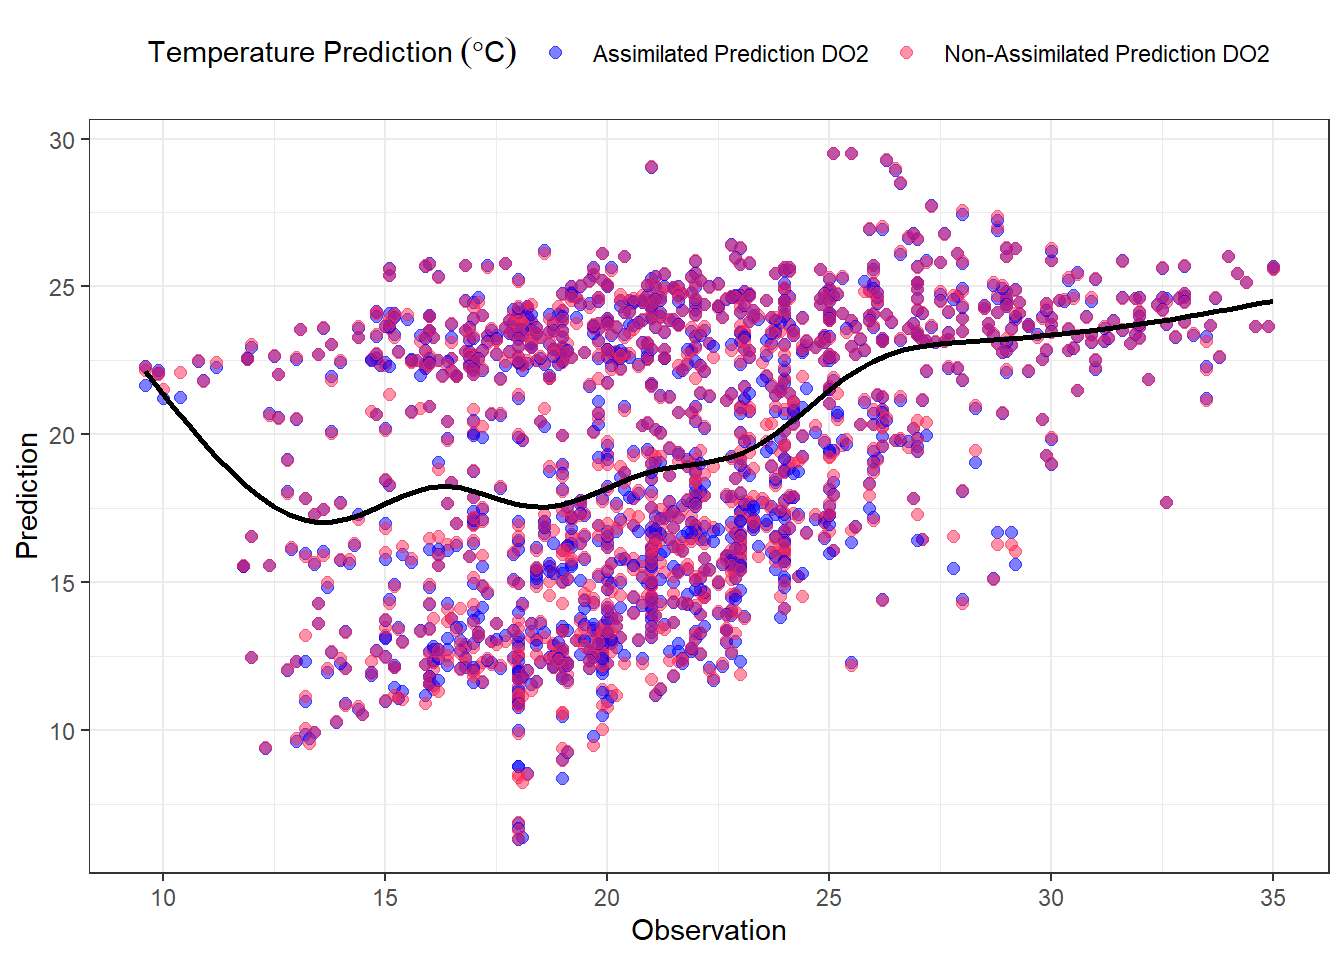 Temperature Prediction (°C) Assimilated Prediction DO2 Non-Assimilated Prediction DO2
30
25
20
15
10
Prediction
10 15 20 25 30 35
Observation